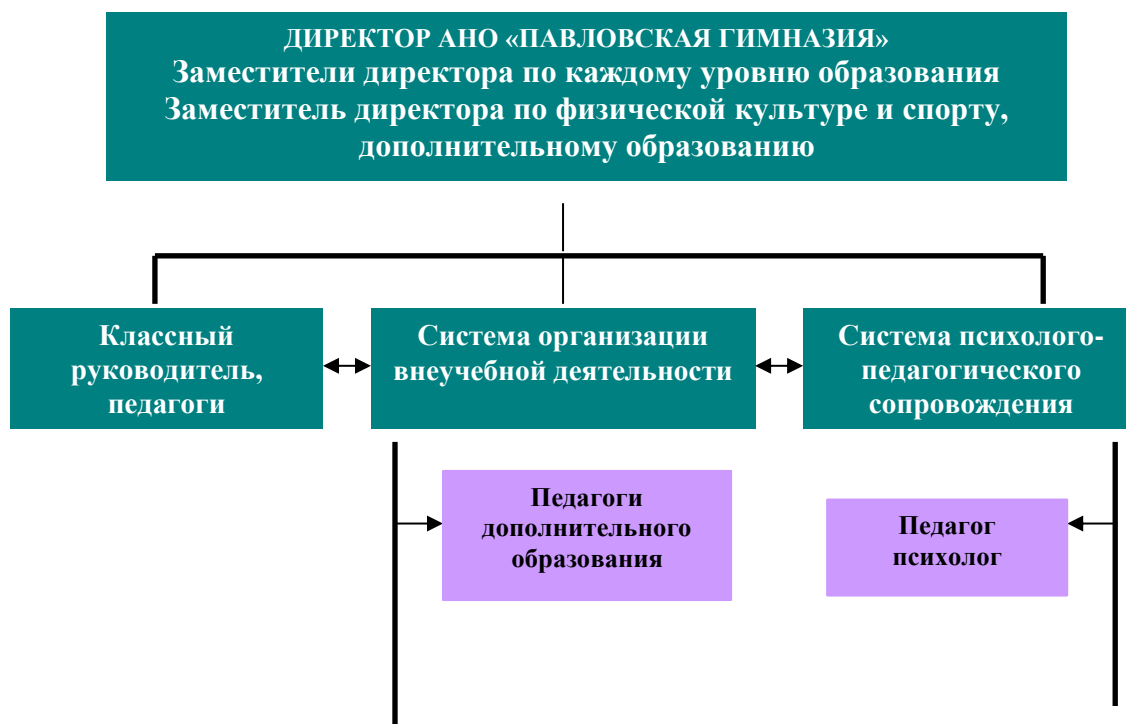 ДИРЕКТОР АНО «ПАВЛОВСКАЯ ГИМНАЗИЯ»
Заместители директора по каждому уровню образования
Заместитель директора по физической культуре и спорту,
дополнительному образованию
Классный
руководитель,
педагоги
Система организации
внеучебной деятельности
Система психолого-
педагогического
сопровождения
Педагоги
дополнительного
образования
Педагог
психолог